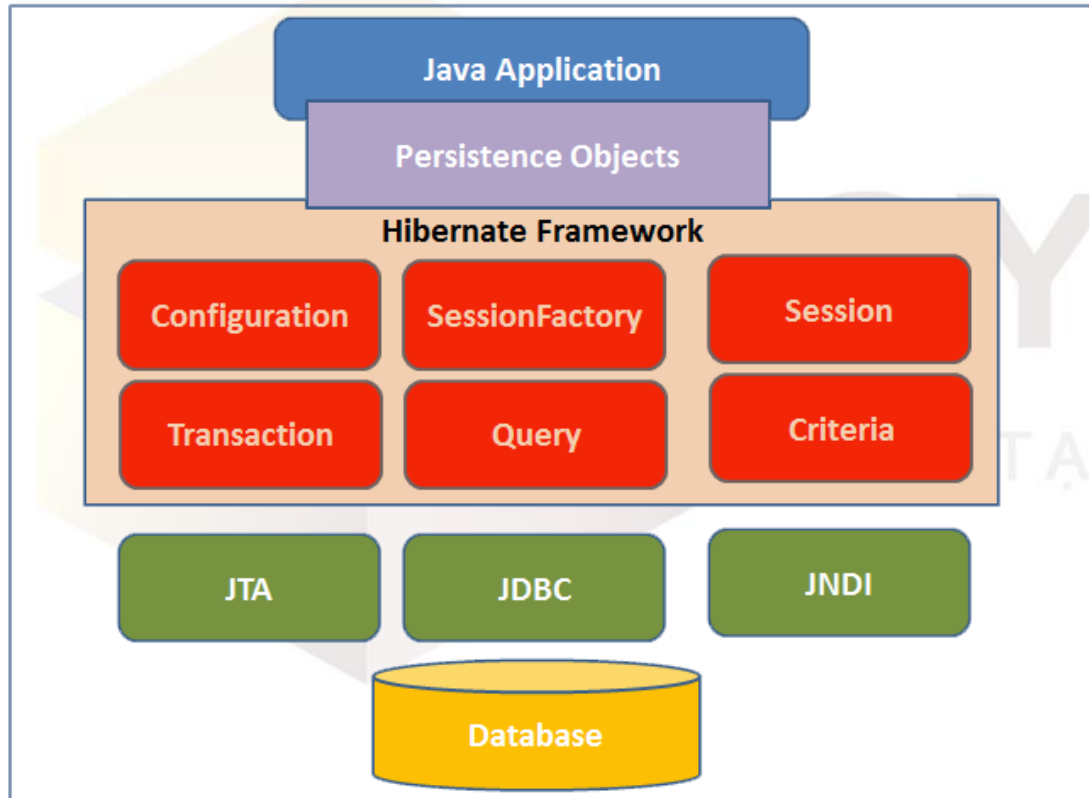 Java Application
Persistence Objects
Hibernate Framework
Configuration
SessionFactory
Session
Transaction
Query
Criteria
JTA
JDBC
JNDI
Database